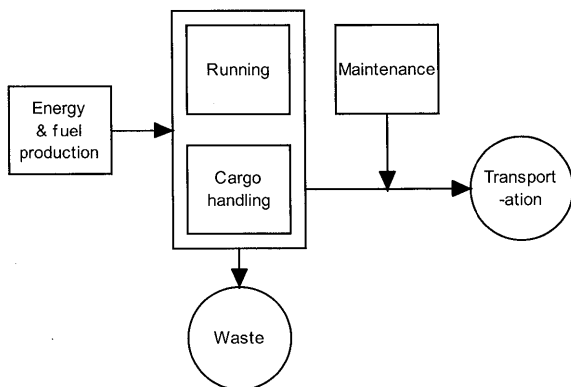 Running
Maintenance
Energy
& fuel
production
Cargo
handling
Transport
-ation
Waste